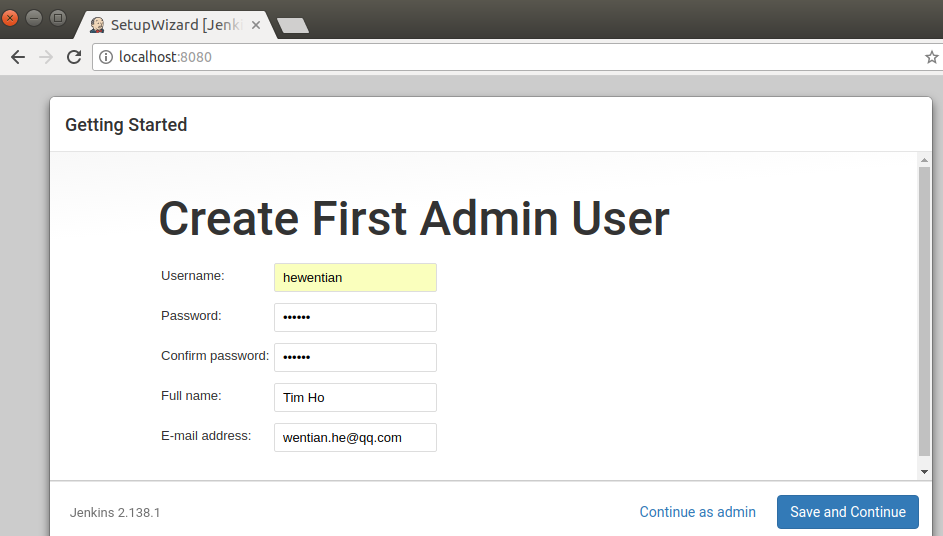 SetupWizard [Jenk
localhost:8080
Getting Started
Create First Admin User
Username: hewentian
Password: ••••••
Confirm password: ••••••
Full name: Tim Ho
E-mail address: wentian.he@qq.com
Jenkins 2.138.1 Continue as admin Save and Continue